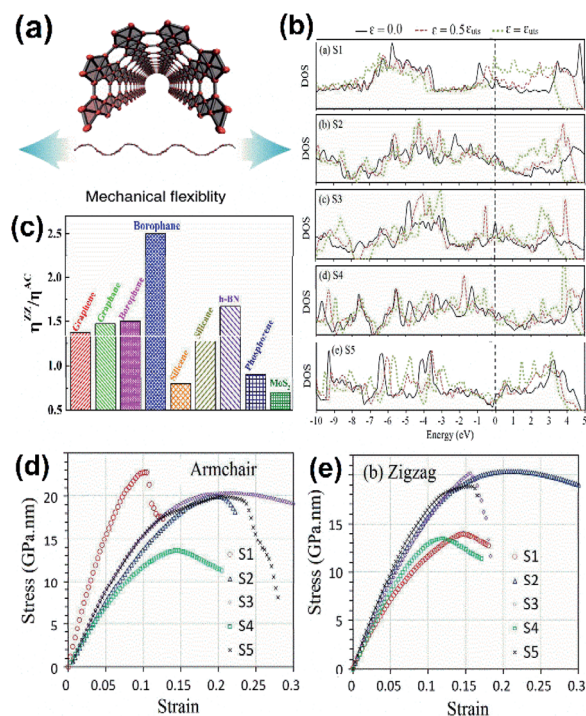 (a)
Mechanical flexiblity
(b)
ε = 0.0
ε = 0.5ε_uts
ε = ε_uts
(a) S1
DOS
(b) S2
DOS
(c) S3
DOS
(d) S4
DOS
(e) S5
DOS
-10 -9 -8 -7 -6 -5 -4 -3 -2 -1 0 1 2 3 4 5
Energy (eV)
(c)
η^ZZ/η^AC
2.5
2.0
1.5
1.0
0.5
Graphene
Graphane
Borophene
Borophane
Silicene
Silicane
h-BN
Phosphorene
MoS₂
(d)
Armchair
Stress (GPa.nm)
20
15
10
5
0
S1
S2
S3
S4
S5
0 0.05 0.1 0.15 0.2 0.25 0.3
Strain
(e)
(b) Zigzag
Stress (GPa.nm)
20
15
10
5
0
S1
S2
S3
S4
S5
0 0.05 0.1 0.15 0.2 0.25 0.3
Strain